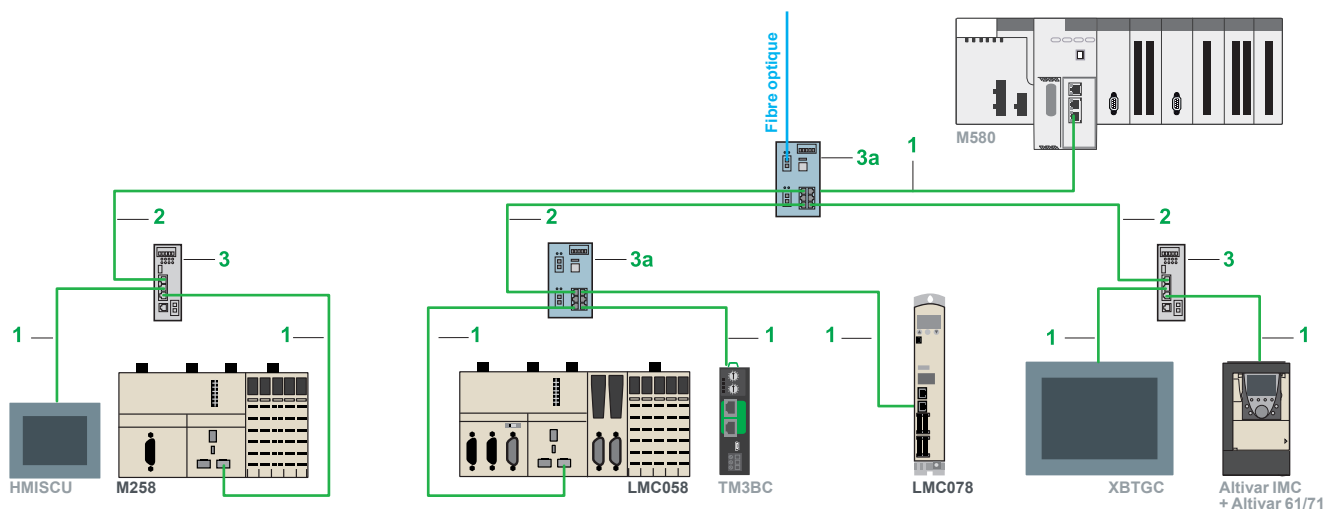 Fibre optique
M580
3a
1
2
2
2
3
3a
3
1
1
1
1
1
1
1
HMISCU
M258
LMC058
TM3BC
LMC078
XBTGC
Altivar IMC
+ Altivar 61/71